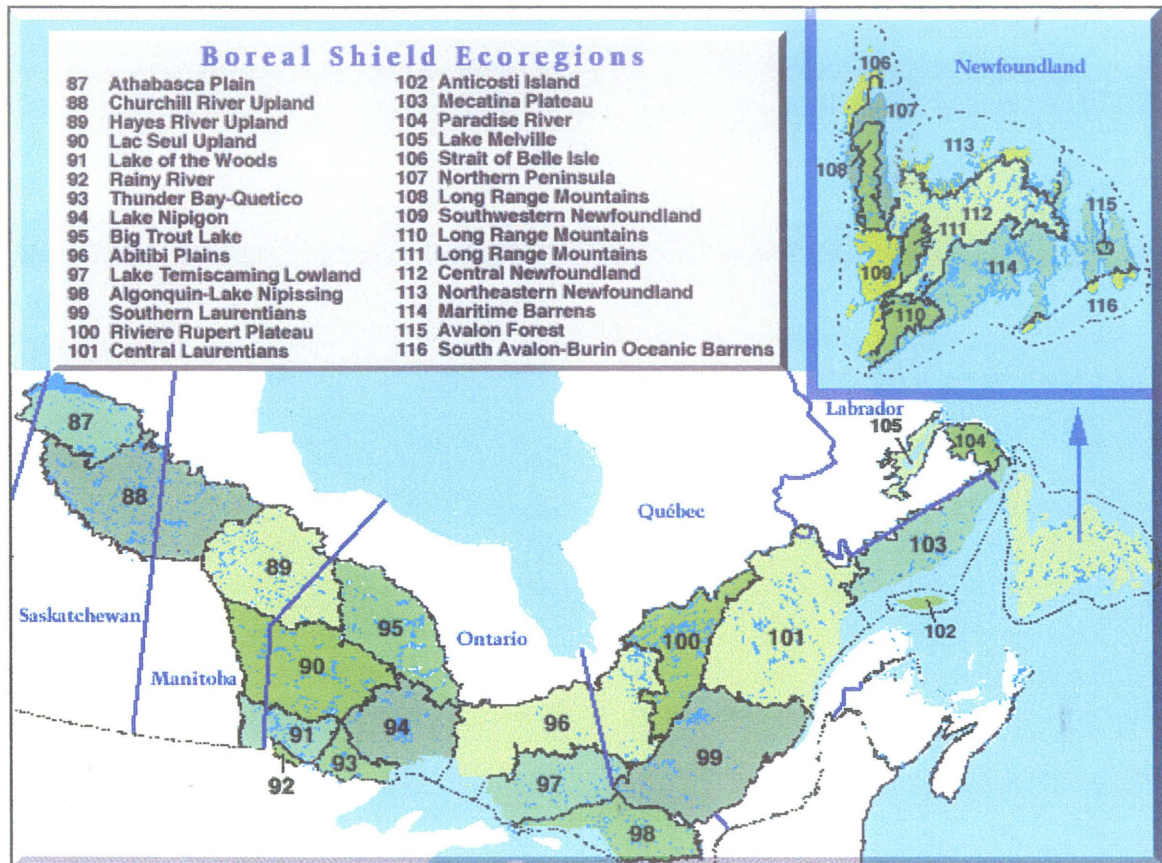 Boreal Shield Ecoregions
87 Athabasca Plain
88 Churchill River Upland
89 Hayes River Upland
90 Lac Seul Upland
91 Lake of the Woods
92 Rainy River
93 Thunder Bay-Quetico
94 Lake Nipigon
95 Big Trout Lake
96 Abitibi Plains
97 Lake Temiscaming Lowland
98 Algonquin-Lake Nipissing
99 Southern Laurentians
100 Riviere Rupert Plateau
101 Central Laurentians
102 Anticosti Island
103 Mecatina Plateau
104 Paradise River
105 Lake Melville
106 Strait of Belle Isle
107 Northern Peninsula
108 Long Range Mountains
109 Southwestern Newfoundland
110 Long Range Mountains
111 Long Range Mountains
112 Central Newfoundland
113 Northeastern Newfoundland
114 Maritime Barrens
115 Avalon Forest
116 South Avalon-Burin Oceanic Barrens
Newfoundland
106
107
113
108
115
112
111
114
109
116
110
Labrador
105
104
87
88
Québec
103
89
Saskatchewan
102
95
Ontario
100
101
90
Manitoba
96
94
91
99
93
92
97
98